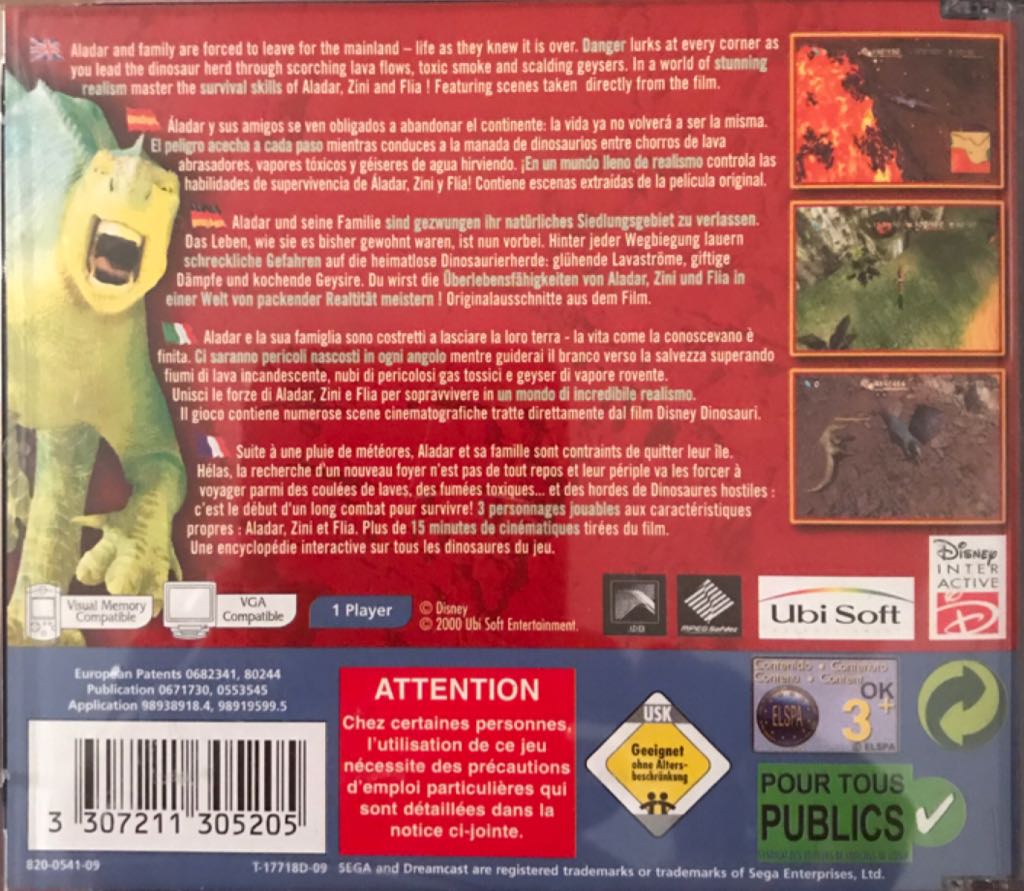 Aladar and family are forced to leave for the mainland – life as they knew it is over. Danger lurks at every corner as
you lead the dinosaur herd through scorching lava flows, toxic smoke and scalding geysers. In a world of stunning
realism master the survival skills of Aladar, Zini and Flia ! Featuring scenes taken directly from the film.
Áladar y sus amigos se ven obligados a abandonar el continente: la vida ya no volverá a ser la misma.
El peligro acecha a cada paso mientras conduces a la manada de dinosaurios entre chorros de lava
abrasadores, vapores tóxicos y géiseres de agua hirviendo. ¡En un mundo lleno de realismo controla las
habilidades de supervivencia de Áladar, Zini y Flía! Contiene escenas extraídas de la película original.
Aladar und seine Familie sind gezwungen ihr natürliches Siedlungsgebiet zu verlassen.
Das Leben, wie sie es bisher gewohnt waren, ist nun vorbei. Hinter jeder Wegbiegung lauern
schreckliche Gefahren auf die heimatlose Dinosaurierherde: glühende Lavaströme, giftige
Dämpfe und kochende Geysire. Du wirst die Überlebensfähigkeiten von Aladar, Zini und Flia in
einer Welt von packender Realtität meistern ! Originalausschnitte aus dem Film.
Aladar e la sua famiglia sono costretti a lasciare la loro terra - la vita come la conoscevano è
finita. Ci saranno pericoli nascosti in ogni angolo mentre guiderai il branco verso la salvezza superando
fiumi di lava incandescente, nubi di pericolosi gas tossici e geyser di vapore rovente.
Unisci le forze di Aladar, Zini e Flia per sopravvivere in un mondo di incredibile realismo.
Il gioco contiene numerose scene cinematografiche tratte direttamente dal film Disney Dinosauri.
Suite à une pluie de météores, Aladar et sa famille sont contraints de quitter leur île.
Hélas, la recherche d'un nouveau foyer n'est pas de tout repos et leur périple va les forcer à
voyager parmi des coulées de laves, des fumées toxiques... et des hordes de Dinosaures hostiles :
c'est le début d'un long combat pour survivre! 3 personnages jouables aux caractéristiques
propres : Aladar, Zini et Flia. Plus de 15 minutes de cinématiques tirées du film.
Une encyclopédie interactive sur tous les dinosaures du jeu.
Visual Memory
Compatible
VGA
Compatible
1 Player
© Disney
© 2000 Ubi Soft Entertainment.
Ubi Soft
DISNEY
INTER
ACTIVE
D
European Patents 0682341, 80244
Publication 0671730, 0553545
Application 98938918.4, 98919599.5
3 307211 305205
ATTENTION
Chez certaines personnes,
l'utilisation de ce jeu
nécessite des précautions
d'emploi particulières qui
sont détaillées dans la
notice ci-jointe.
USK
Geeignet
ohne Alters-
beschränkung
Contenido • Contenuto
Contenu • Content
ELSPA
OK
3+
© ELSPA
POUR TOUS
PUBLICS
820-0541-09
T-17718D-09 SEGA and Dreamcast are registered trademarks or trademarks of Sega Enterprises, Ltd.